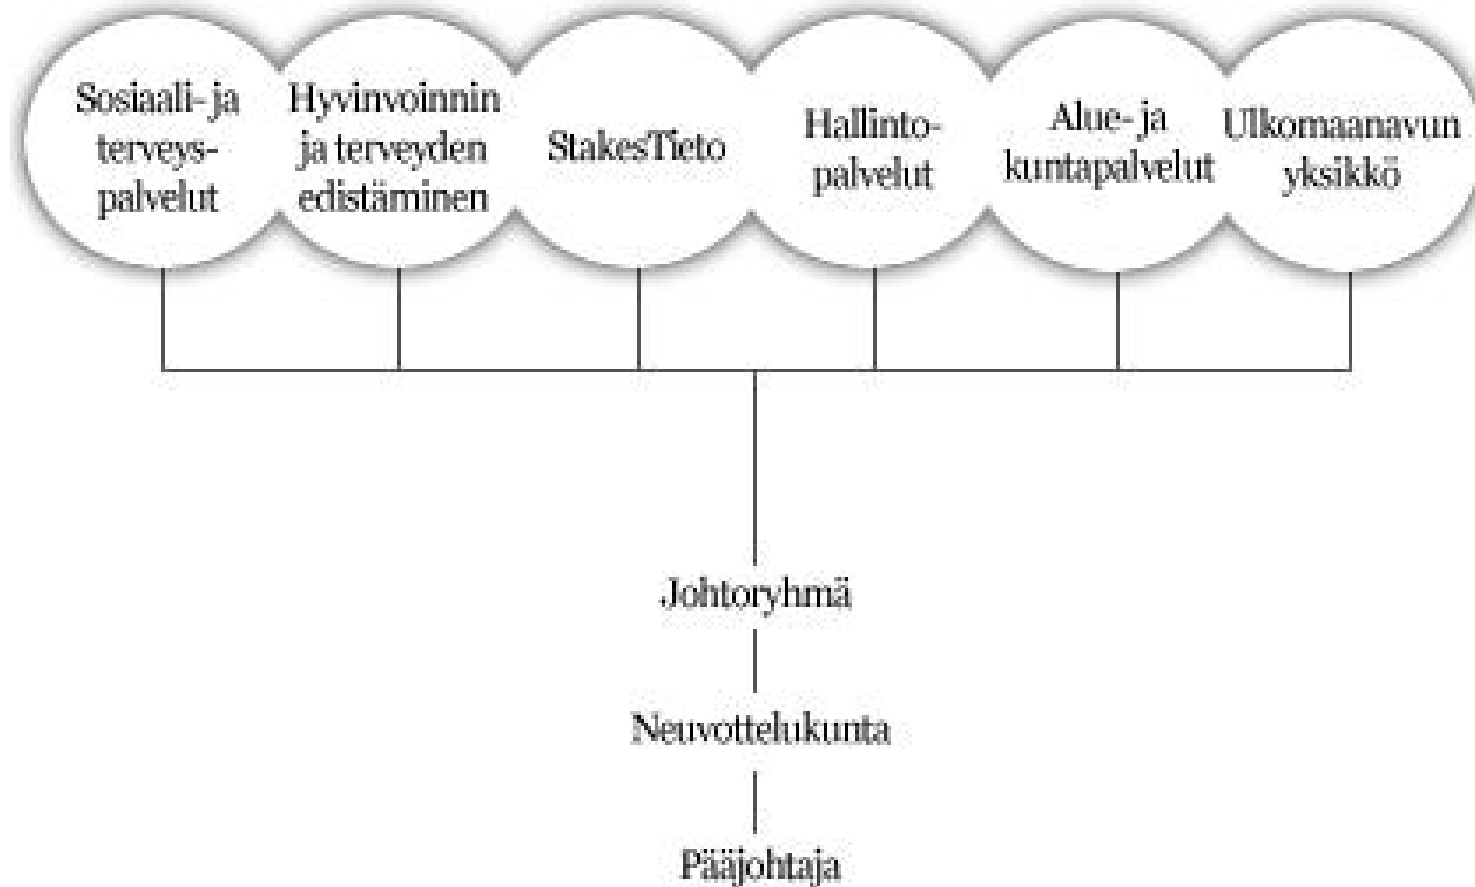 Sosiaali- ja
terveys-
palvelut
Hyvinvoinnin
ja terveyden
edistäminen
StakesTieto
Hallinto-
palvelut
Alue- ja
kuntapalvelut
Ulkomaanavun
yksikkö
Johtoryhmä
Neuvottelukunta
Pääjohtaja